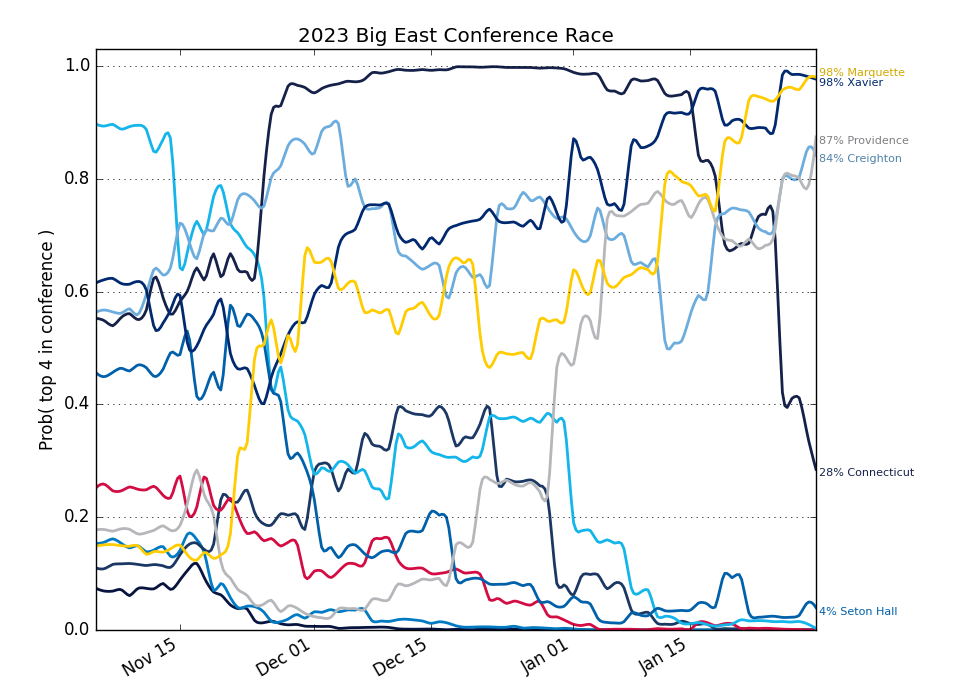 2023 Big East Conference Race
Prob( top 4 in conference )
1.0
0.8
0.6
0.4
0.2
0.0
Nov 15
Dec 01
Dec 15
Jan 01
Jan 15
98% Marquette
98% Xavier
87% Providence
84% Creighton
28% Connecticut
4% Seton Hall